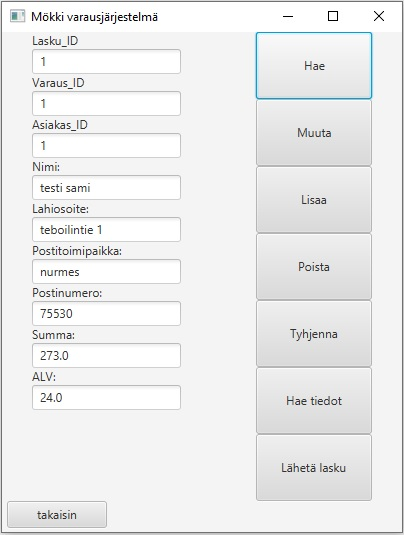 Mökki varausjärjestelmä
Lasku_ID
1
Varaus_ID
1
Asiakas_ID
1
Nimi:
testi sami
Lahiosoite:
teboilintie 1
Postitoimipaikka:
nurmes
Postinumero:
75530
Summa:
273.0
ALV:
24.0
Hae
Muuta
Lisaa
Poista
Tyhjenna
Hae tiedot
Lähetä lasku
takaisin